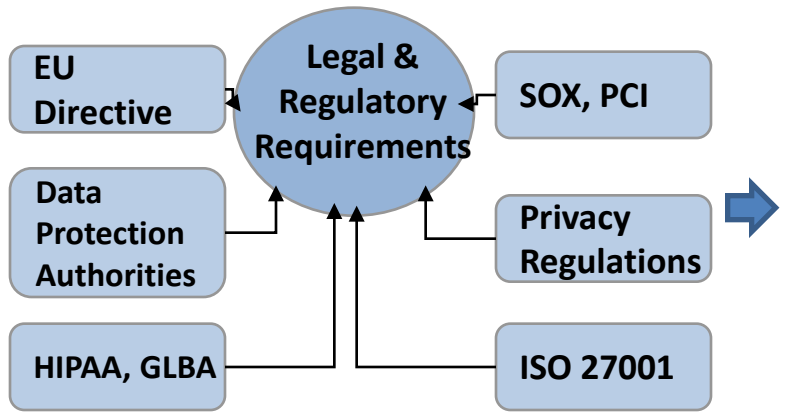 EU
Directive
Data
Protection
Authorities
HIPAA, GLBA
Legal &
Regulatory
Requirements
SOX, PCI
Privacy
Regulations
ISO 27001